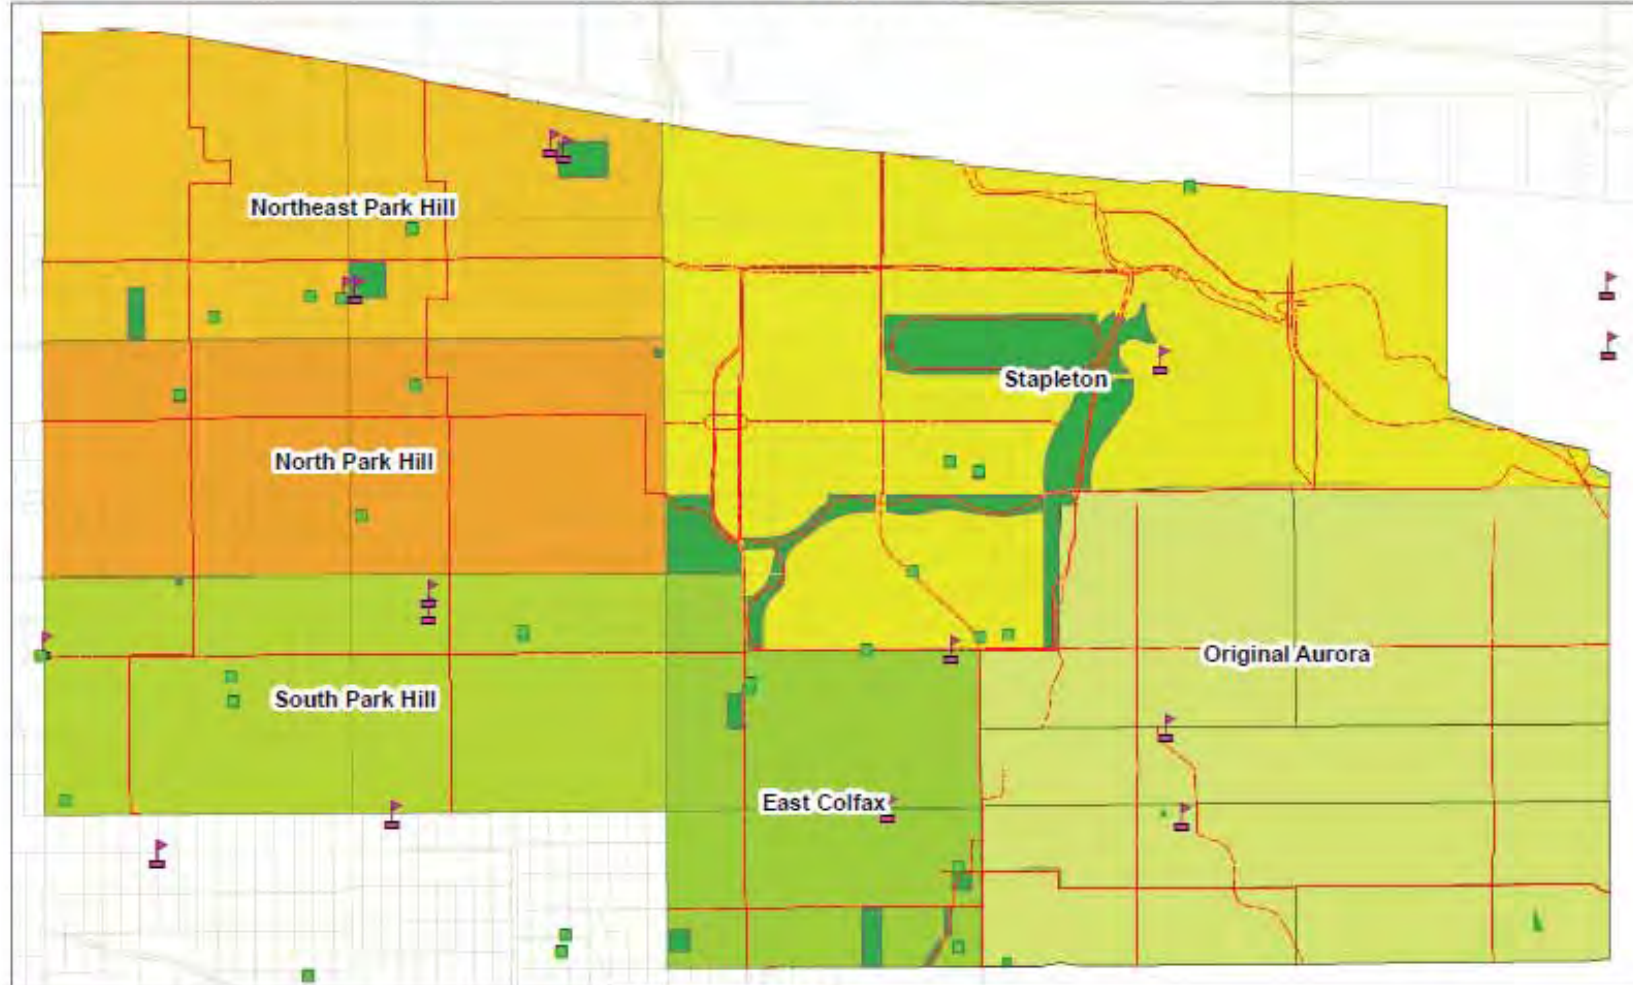 Northeast Park Hill
Stapleton
North Park Hill
Original Aurora
South Park Hill
East Colfax